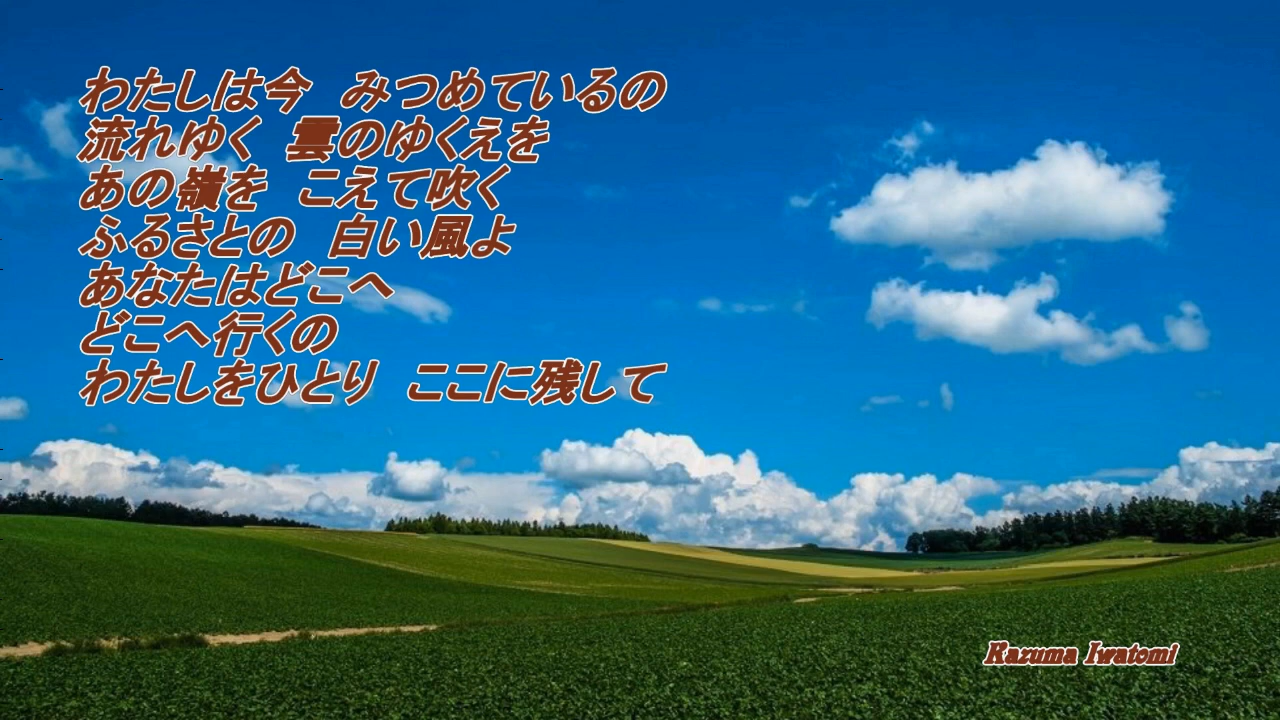 わたしは今　みつめているの
流れゆく　雲のゆくえを
あの嶺を　こえて吹く
ふるさとの　白い風よ
あなたはどこへ
どこへ行くの
わたしをひとり　ここに残して
Kazuma Iwatomi